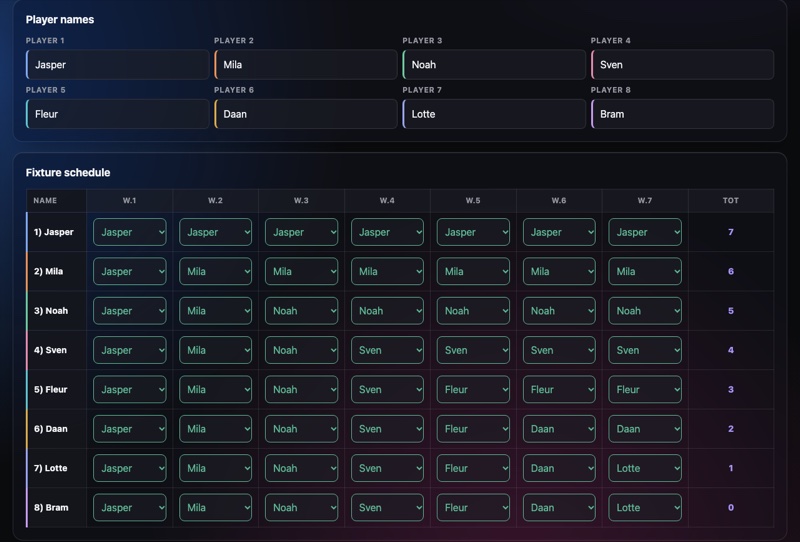 Player names
PLAYER 1 PLAYER 2 PLAYER 3 PLAYER 4
Jasper Mila Noah Sven
PLAYER 5 PLAYER 6 PLAYER 7 PLAYER 8
Fleur Daan Lotte Bram
Fixture schedule
NAME W.1 W.2 W.3 W.4 W.5 W.6 W.7 TOT
1) Jasper Jasper Jasper Jasper Jasper Jasper Jasper Jasper 7
2) Mila Jasper Mila Mila Mila Mila Mila Mila 6
3) Noah Jasper Mila Noah Noah Noah Noah Noah 5
4) Sven Jasper Mila Noah Sven Sven Sven Sven 4
5) Fleur Jasper Mila Noah Sven Fleur Fleur Fleur 3
6) Daan Jasper Mila Noah Sven Fleur Daan Daan 2
7) Lotte Jasper Mila Noah Sven Fleur Daan Lotte 1
8) Bram Jasper Mila Noah Sven Fleur Daan Lotte 0